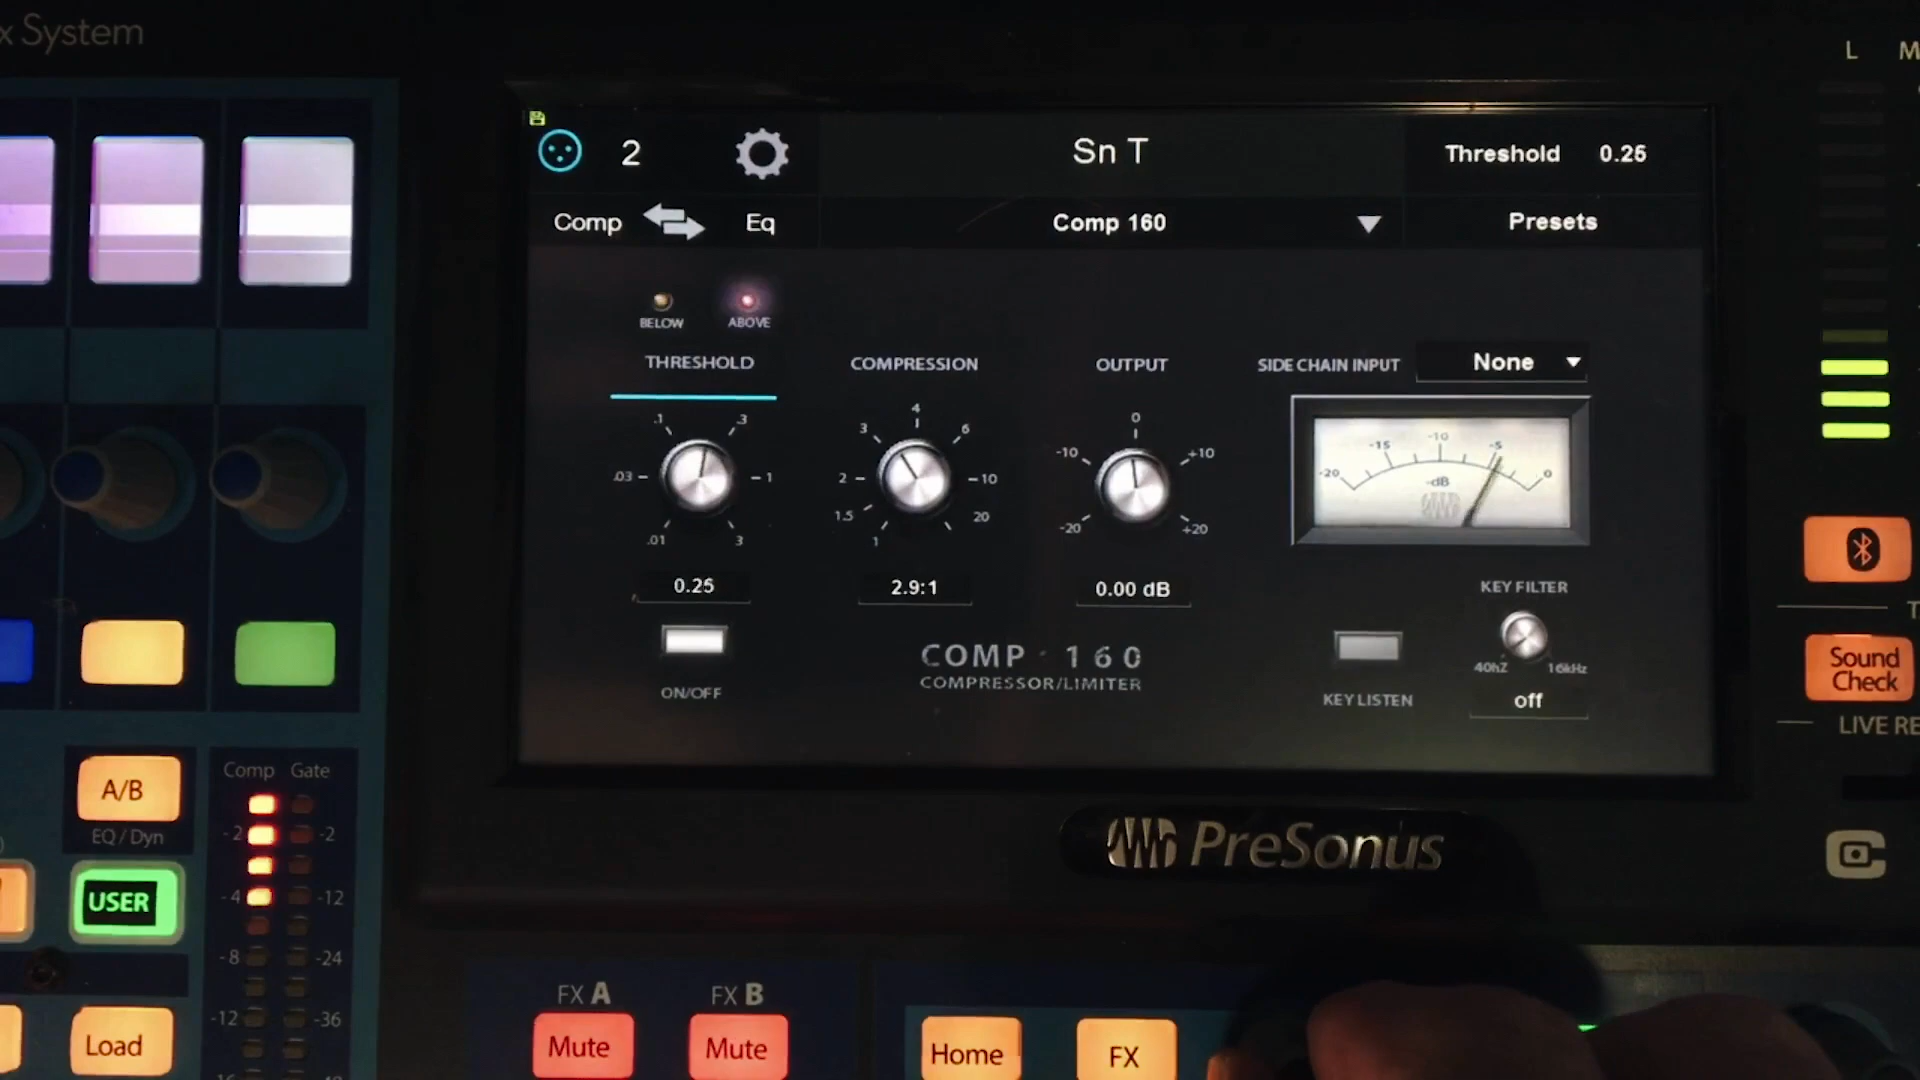 x System
L M
2 Sn T Threshold 0.25
Comp Eq Comp 160 Presets
BELOW ABOVE
THRESHOLD COMPRESSION OUTPUT SIDE CHAIN INPUT None
.01 .03 .1 .3 1 3
1 1.5 2 3 4 6 10 20
-20 -10 0 +10 +20
-20 -15 -10 -5 0
-dB
0.25 2.9:1 0.00 dB
KEY FILTER
40hZ 16kHz
off
ON/OFF
COMP · 160
COMPRESSOR/LIMITER
KEY LISTEN
Sound
Check
LIVE RE
PreSonus
A/B
EQ / Dyn
USER
Load
Comp Gate
-2 -2
-4 -12
-8 -24
-12 -36
FX A FX B
Mute Mute Home FX